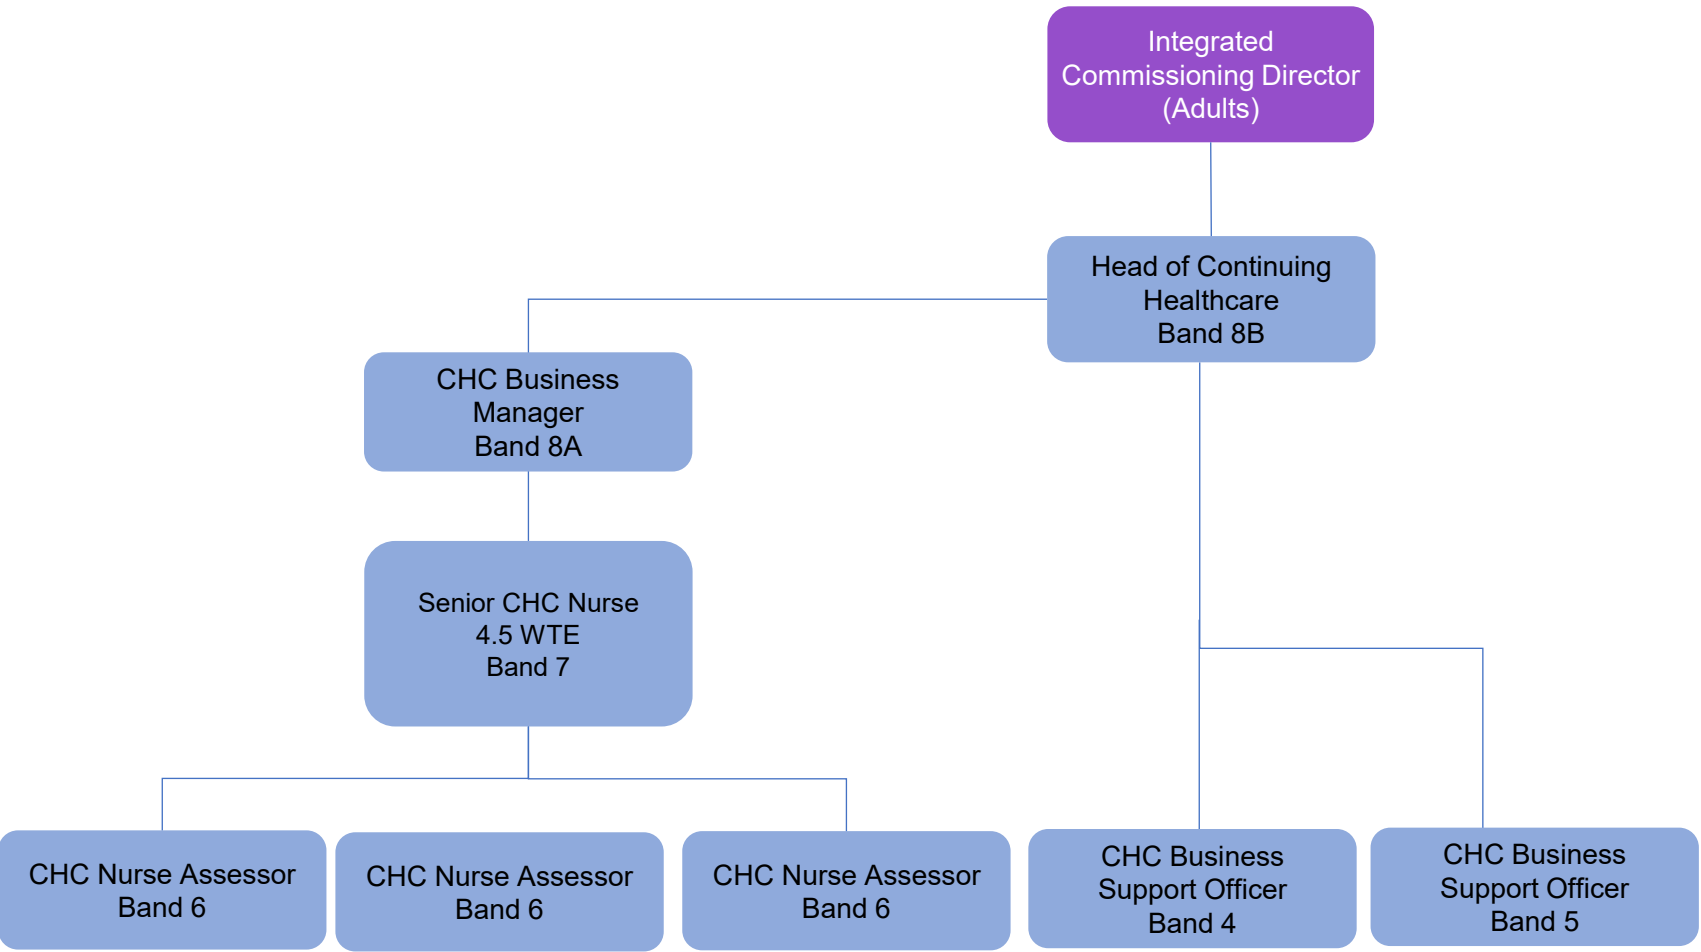 Integrated
Commissioning Director
(Adults)
Head of Continuing
Healthcare
Band 8B
CHC Business
Manager
Band 8A
Senior CHC Nurse
4.5 WTE
Band 7
CHC Nurse Assessor
Band 6
CHC Nurse Assessor
Band 6
CHC Nurse Assessor
Band 6
CHC Business
Support Officer
Band 4
CHC Business
Support Officer
Band 5